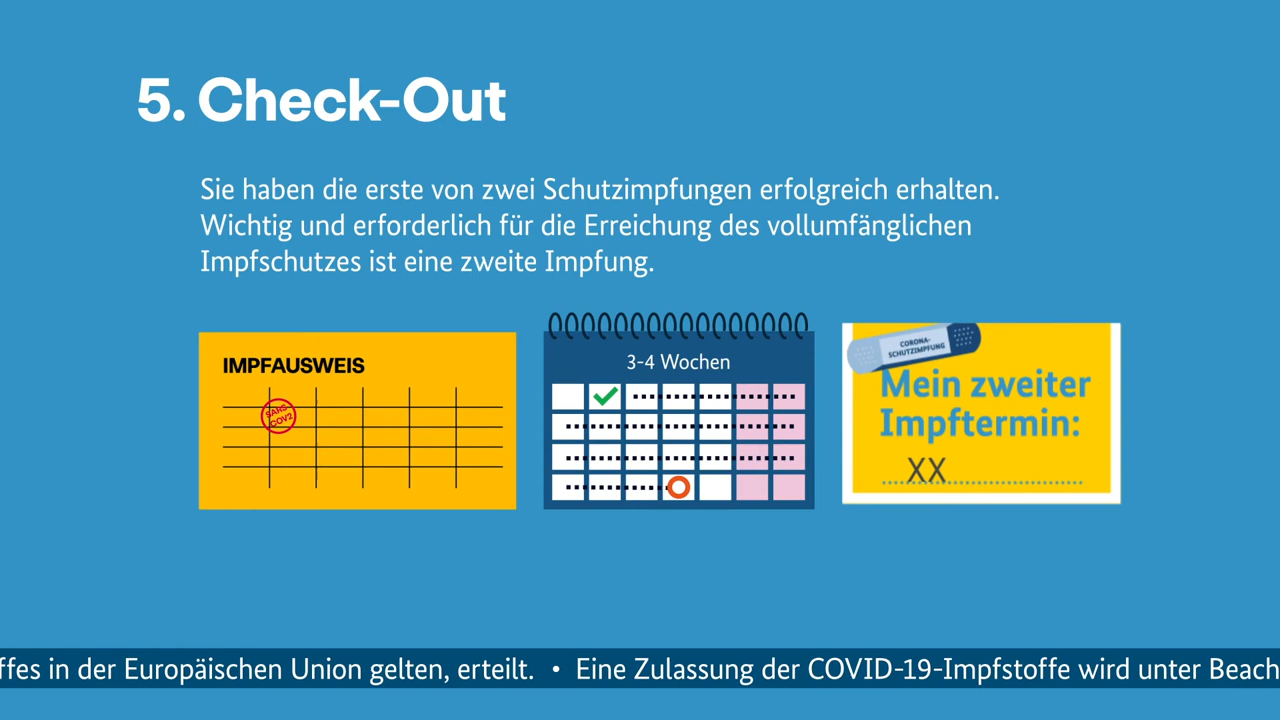 5. Check-Out
Sie haben die erste von zwei Schutzimpfungen erfolgreich erhalten.
Wichtig und erforderlich für die Erreichung des vollumfänglichen
Impfschutzes ist eine zweite Impfung.
IMPFAUSWEIS
SARS
COV2
3-4 Wochen
CORONA-
SCHUTZIMPFUNG
Mein zweiter
Impftermin:
XX
ffes in der Europäischen Union gelten, erteilt. • Eine Zulassung der COVID-19-Impfstoffe wird unter Beach